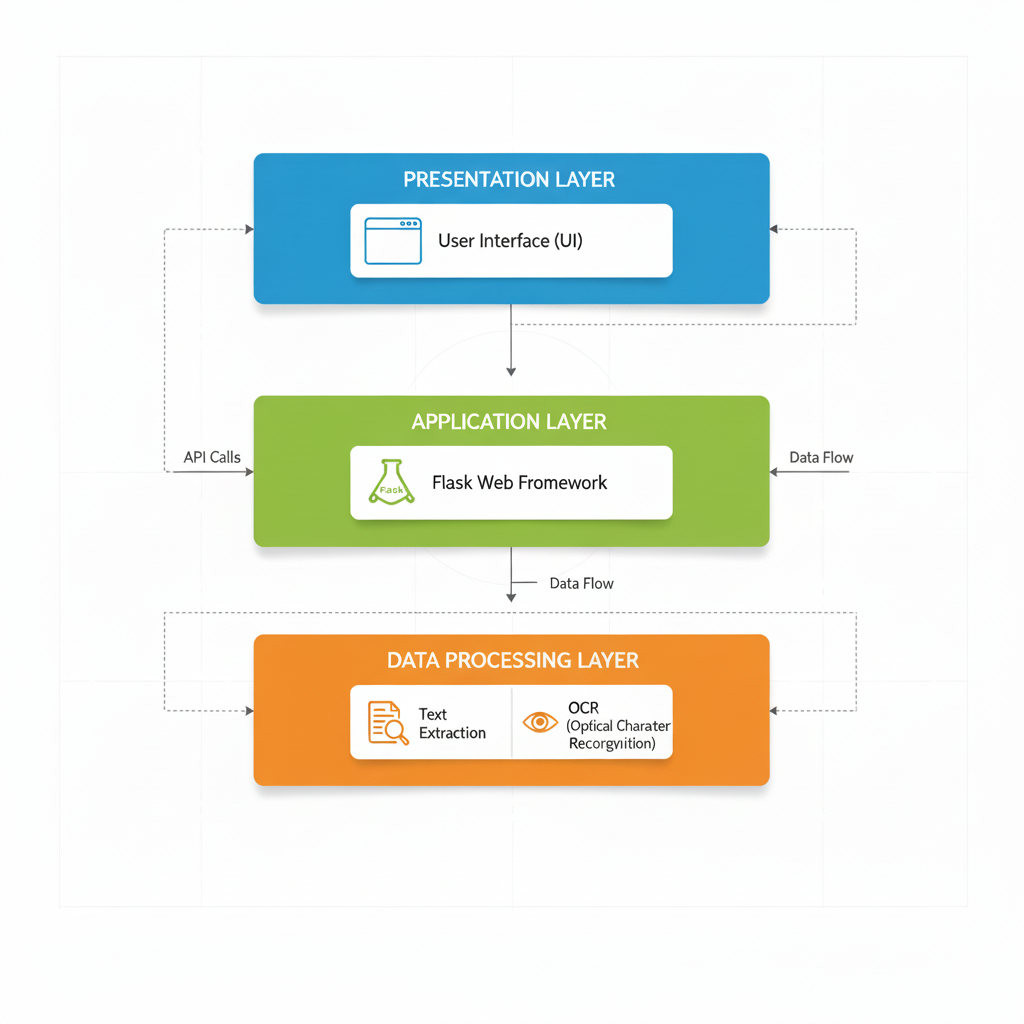 PRESENTATION LAYER
User Interface (UI)
APPLICATION LAYER
API Calls
Data Flow
Flask
Flask Web Fromework
Data Flow
DATA PROCESSING LAYER
Text
Extraction
OCR
(Optical Charater
Recorgyıition)